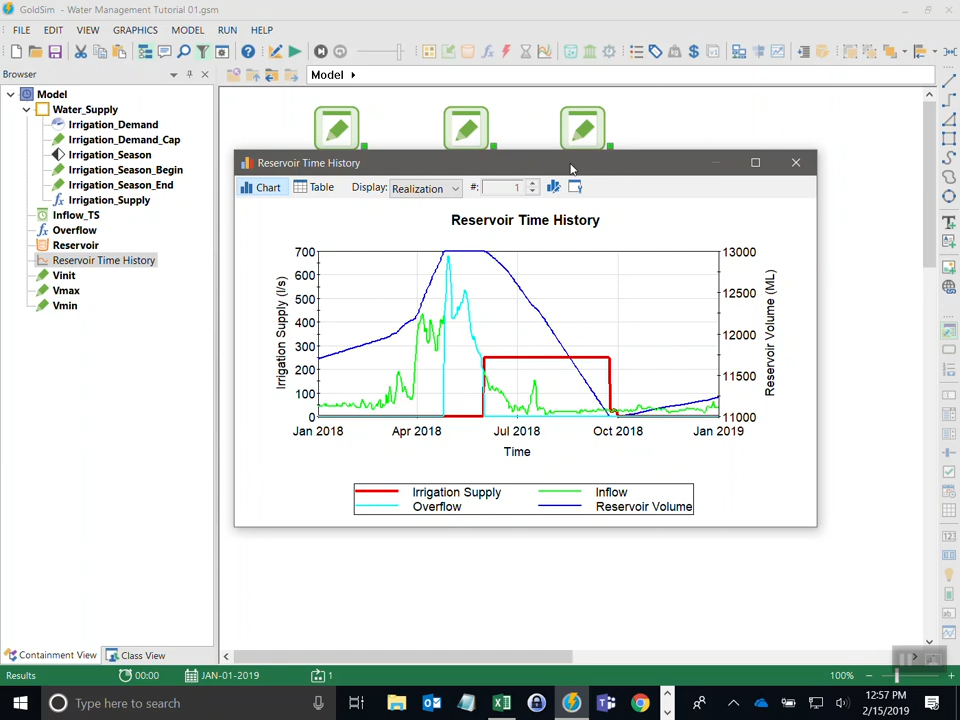 GoldSim - Water Management Tutorial 01.gsm
FILE EDIT VIEW GRAPHICS MODEL RUN HELP
Browser
Model
Model
Water_Supply
Irrigation_Demand
Irrigation_Demand_Cap
Irrigation_Season
Irrigation_Season_Begin
Irrigation_Season_End
Irrigation_Supply
Inflow_TS
Overflow
Reservoir
Reservoir Time History
Vinit
Vmax
Vmin
Reservoir Time History
Chart Table Display: Realization #: 1
Reservoir Time History
700
600
500
400
300
200
100
0
Irrigation Supply (l/s)
13000
12500
12000
11500
11000
Reservoir Volume (ML)
Jan 2018 Apr 2018 Jul 2018 Oct 2018 Jan 2019
Time
Irrigation Supply Inflow
Overflow Reservoir Volume
Containment View Class View
Results 00:00 JAN-01-2019 1 100%
Type here to search
12:57 PM
2/15/2019